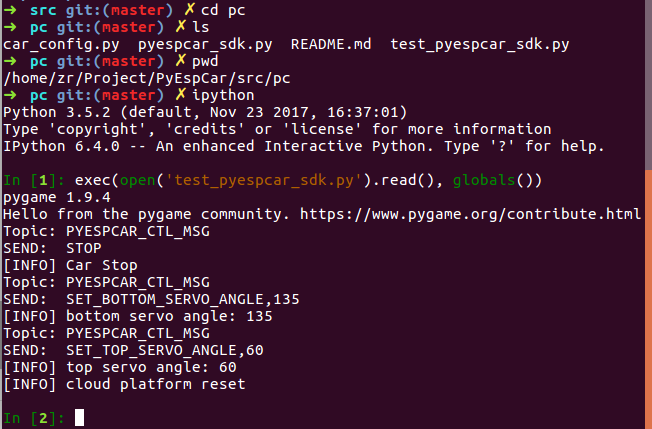 ➜ src git:(master) ✗ cd pc
➜ pc git:(master) ✗ ls
car_config.py pyespcar_sdk.py README.md test_pyespcar_sdk.py
➜ pc git:(master) ✗ pwd
/home/zr/Project/PyEspCar/src/pc
➜ pc git:(master) ✗ ipython
Python 3.5.2 (default, Nov 23 2017, 16:37:01)
Type 'copyright', 'credits' or 'license' for more information
IPython 6.4.0 -- An enhanced Interactive Python. Type '?' for help.
In [1]: exec(open('test_pyespcar_sdk.py').read(), globals())
pygame 1.9.4
Hello from the pygame community. https://www.pygame.org/contribute.html
Topic: PYESPCAR_CTL_MSG
SEND:  STOP
[INFO] Car Stop
Topic: PYESPCAR_CTL_MSG
SEND:  SET_BOTTOM_SERVO_ANGLE,135
[INFO] bottom servo angle: 135
Topic: PYESPCAR_CTL_MSG
SEND:  SET_TOP_SERVO_ANGLE,60
[INFO] top servo angle: 60
[INFO] cloud platform reset
In [2]: